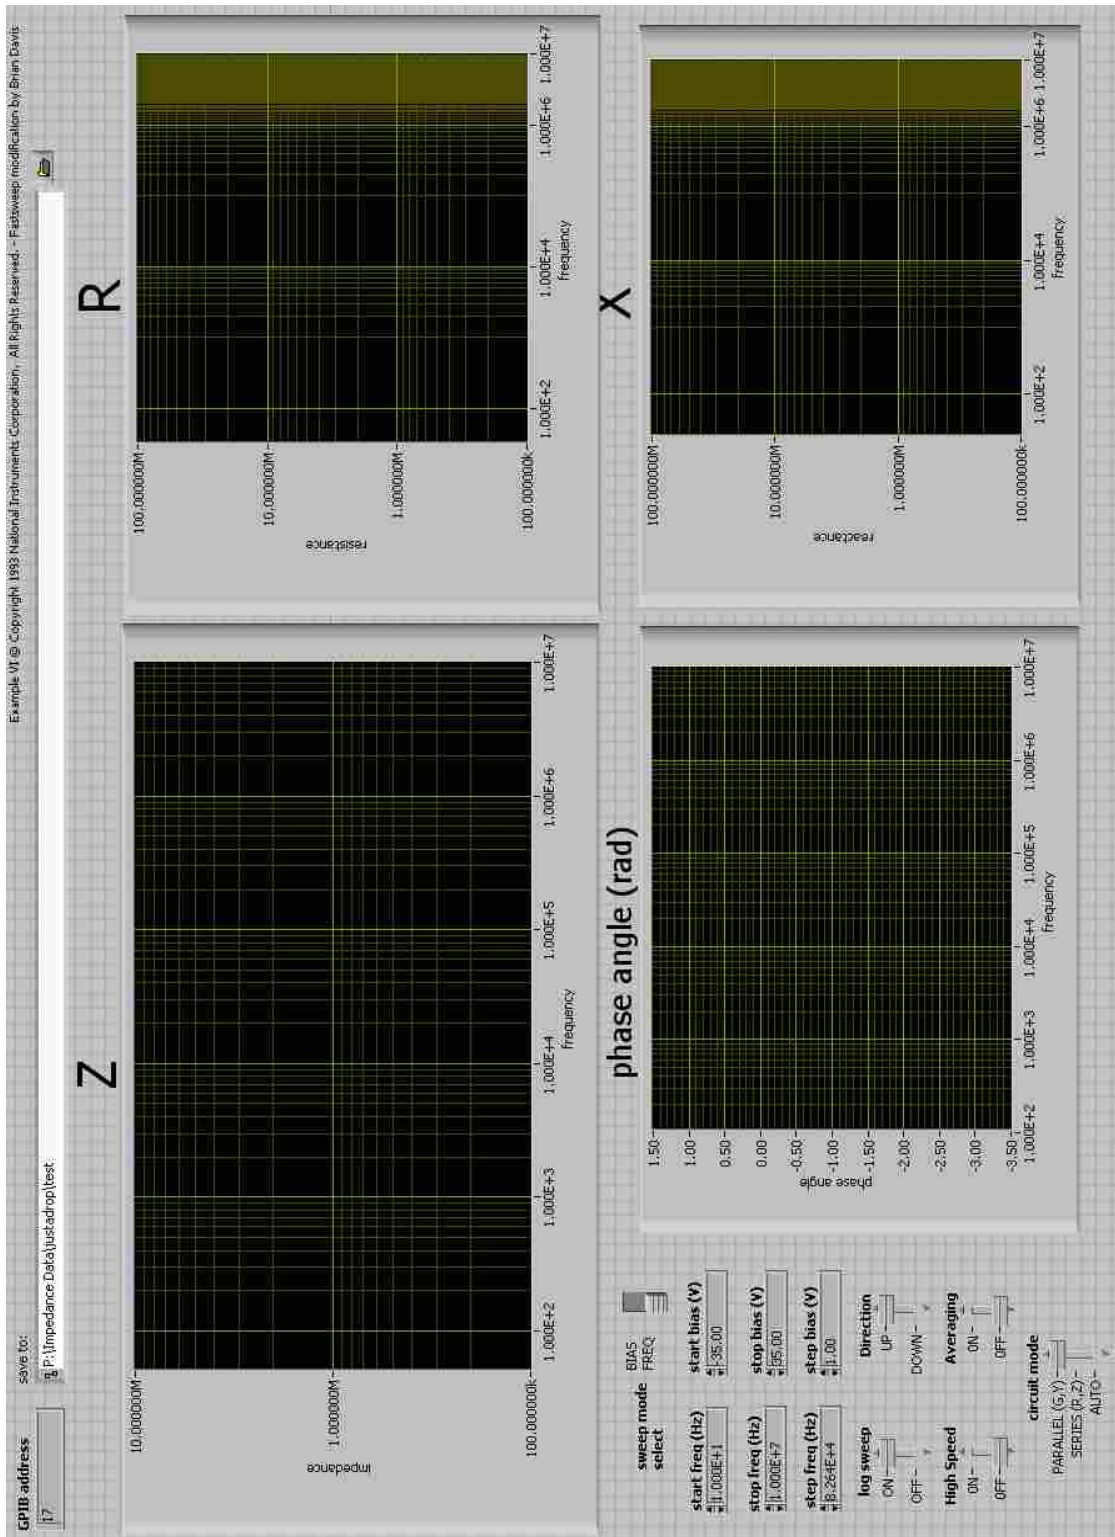 Example VI © Copyright 1993 National Instruments Corporation, All Rights Reserved. - Fastsweep modification by Brian Davis
GPIB address
17
save to:
P:\Impedance Data\justadrop\test
Z
10.000000M
1.000000M
100.000000k
impedance
1.000E+2
1.000E+3
1.000E+4
1.000E+5
1.000E+6
1.000E+7
frequency
R
100.000000M
10.000000M
1.000000M
100.000000k
resistance
1.000E+2
1.000E+4
1.000E+6
1.000E+7
frequency
sweep mode
select
BIAS
FREQ
start freq (Hz)
1.000E+1
start bias (V)
-35.00
stop freq (Hz)
1.000E+7
stop bias (V)
35.00
step freq (Hz)
8.264E+4
step bias (V)
1.00
log sweep
ON
OFF
Direction
UP
DOWN
High Speed
ON
OFF
Averaging
ON
OFF
circuit mode
PARALLEL (G,Y)
SERIES (R,Z)
AUTO
phase angle (rad)
1.50
1.00
0.50
0.00
-0.50
-1.00
-1.50
-2.00
-2.50
-3.00
-3.50
phase angle
1.000E+2
1.000E+3
1.000E+4
1.000E+5
1.000E+6
1.000E+7
frequency
X
100.000000M
10.000000M
1.000000M
100.000000k
reactance
1.000E+2
1.000E+4
1.000E+6
1.000E+7
frequency